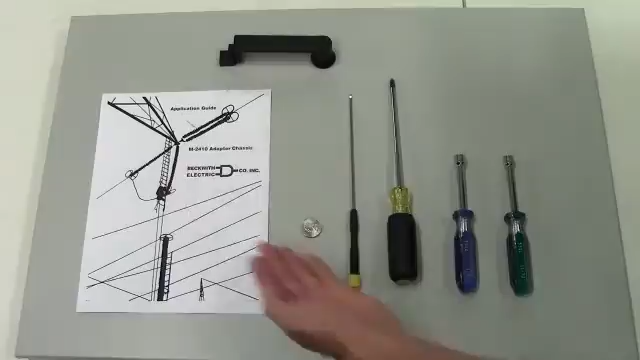 Application Guide
M-2410 Adapter Chassis
BECKWITH
ELECTRIC CO. INC.